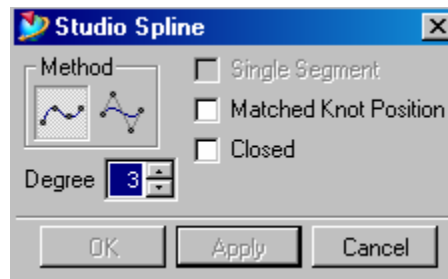 Studio Spline
Method
Single Segment
Matched Knot Position
Closed
Degree 3
OK Apply Cancel